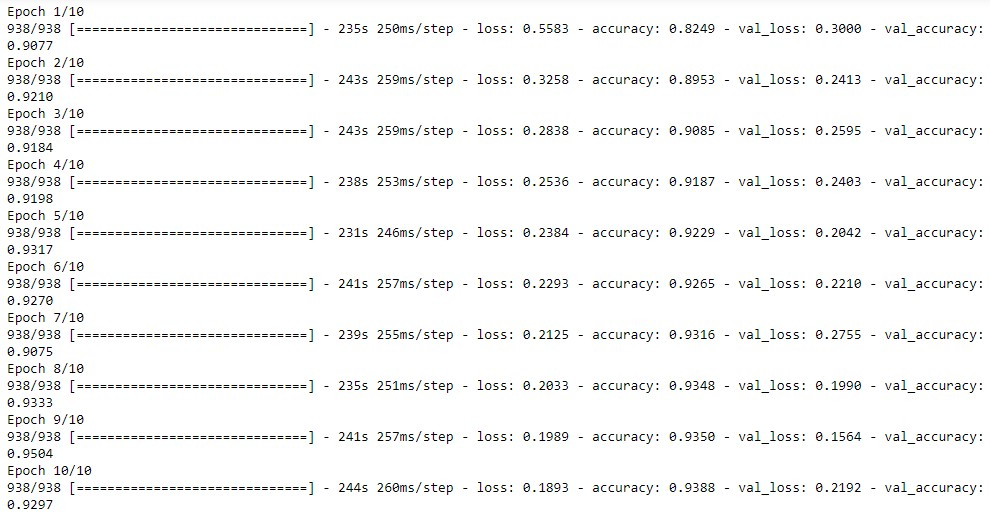 Epoch 1/10
938/938 [==============================] - 235s 250ms/step - loss: 0.5583 - accuracy: 0.8249 - val_loss: 0.3000 - val_accuracy:
0.9077
Epoch 2/10
938/938 [==============================] - 243s 259ms/step - loss: 0.3258 - accuracy: 0.8953 - val_loss: 0.2413 - val_accuracy:
0.9210
Epoch 3/10
938/938 [==============================] - 243s 259ms/step - loss: 0.2838 - accuracy: 0.9085 - val_loss: 0.2595 - val_accuracy:
0.9184
Epoch 4/10
938/938 [==============================] - 238s 253ms/step - loss: 0.2536 - accuracy: 0.9187 - val_loss: 0.2403 - val_accuracy:
0.9198
Epoch 5/10
938/938 [==============================] - 231s 246ms/step - loss: 0.2384 - accuracy: 0.9229 - val_loss: 0.2042 - val_accuracy:
0.9317
Epoch 6/10
938/938 [==============================] - 241s 257ms/step - loss: 0.2293 - accuracy: 0.9265 - val_loss: 0.2210 - val_accuracy:
0.9270
Epoch 7/10
938/938 [==============================] - 239s 255ms/step - loss: 0.2125 - accuracy: 0.9316 - val_loss: 0.2755 - val_accuracy:
0.9075
Epoch 8/10
938/938 [==============================] - 235s 251ms/step - loss: 0.2033 - accuracy: 0.9348 - val_loss: 0.1990 - val_accuracy:
0.9333
Epoch 9/10
938/938 [==============================] - 241s 257ms/step - loss: 0.1989 - accuracy: 0.9350 - val_loss: 0.1564 - val_accuracy:
0.9504
Epoch 10/10
938/938 [==============================] - 244s 260ms/step - loss: 0.1893 - accuracy: 0.9388 - val_loss: 0.2192 - val_accuracy:
0.9297